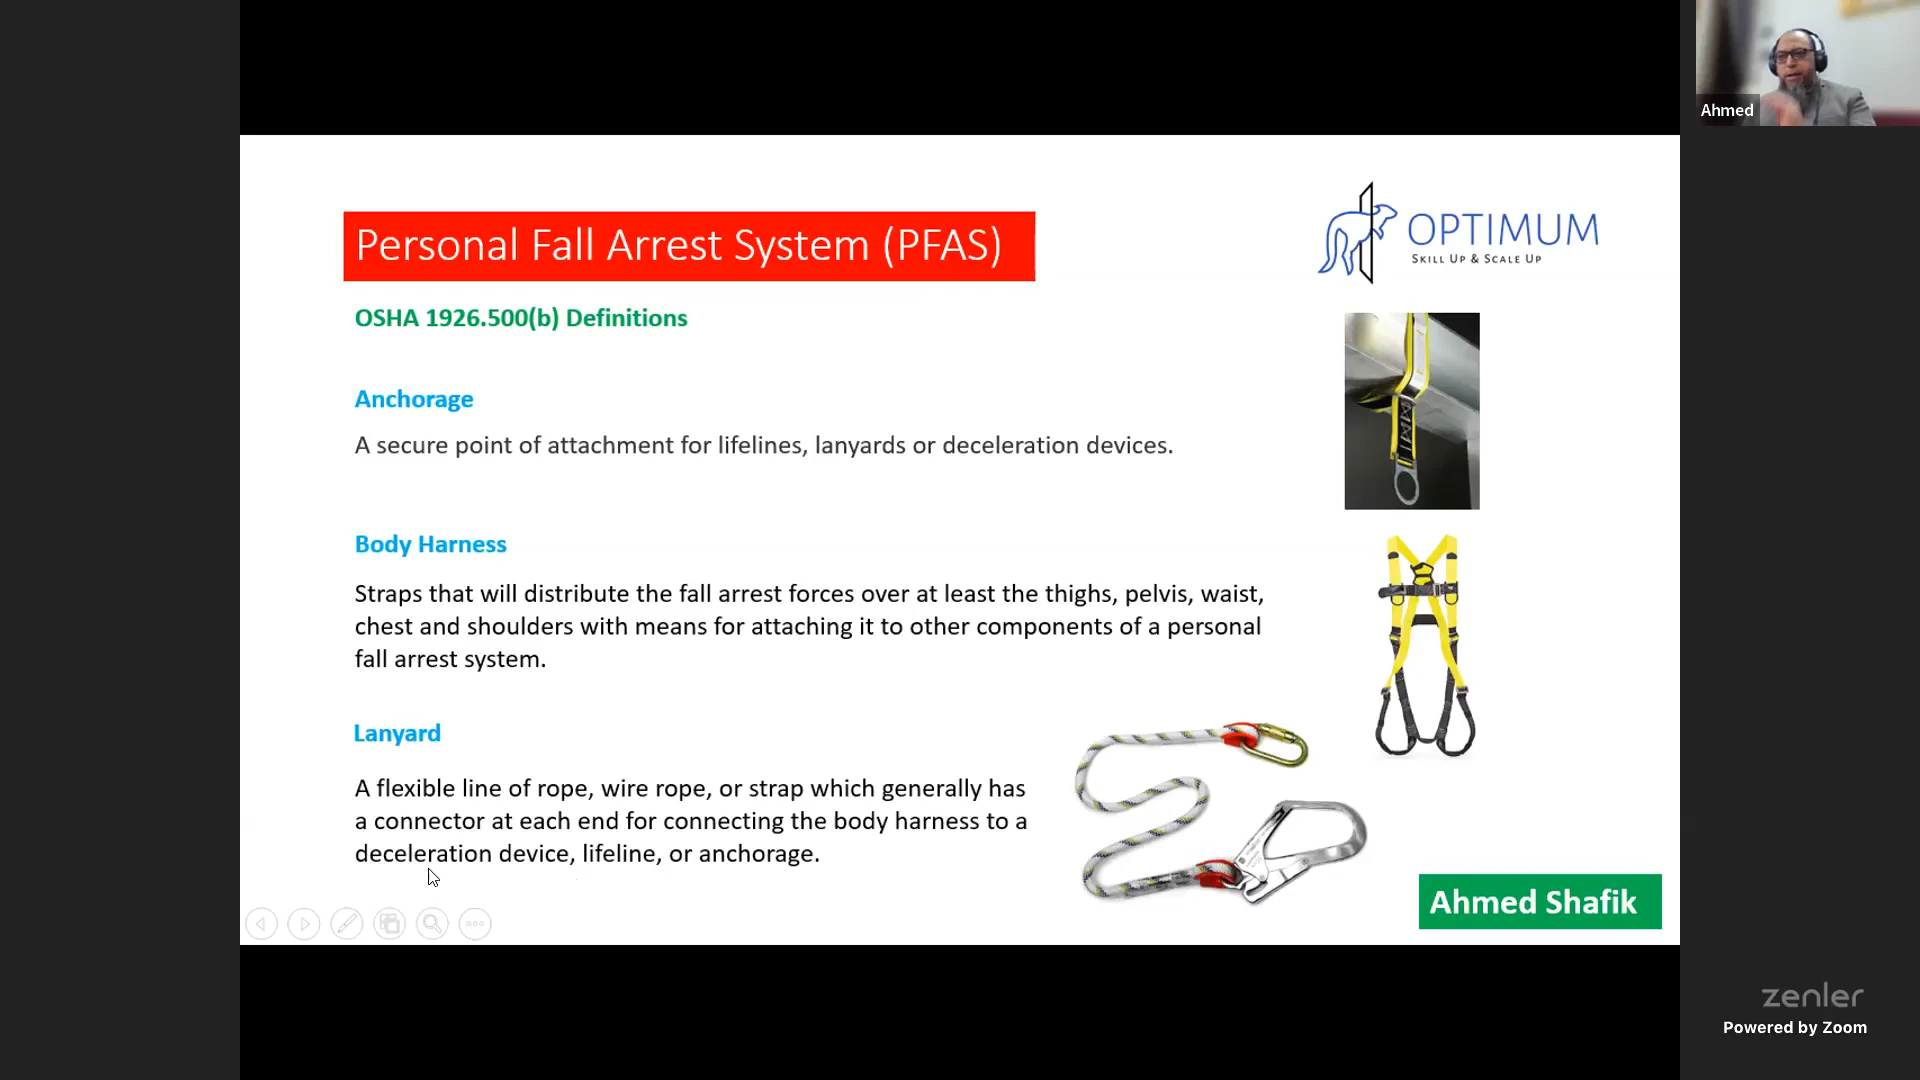 Ahmed
Personal Fall Arrest System (PFAS)
OPTIMUM
SKILL UP & SCALE UP
OSHA 1926.500(b) Definitions
Anchorage
A secure point of attachment for lifelines, lanyards or deceleration devices.
Body Harness
Straps that will distribute the fall arrest forces over at least the thighs, pelvis, waist,
chest and shoulders with means for attaching it to other components of a personal
fall arrest system.
Lanyard
A flexible line of rope, wire rope, or strap which generally has
a connector at each end for connecting the body harness to a
deceleration device, lifeline, or anchorage.
Ahmed Shafik
zenler
Powered by Zoom